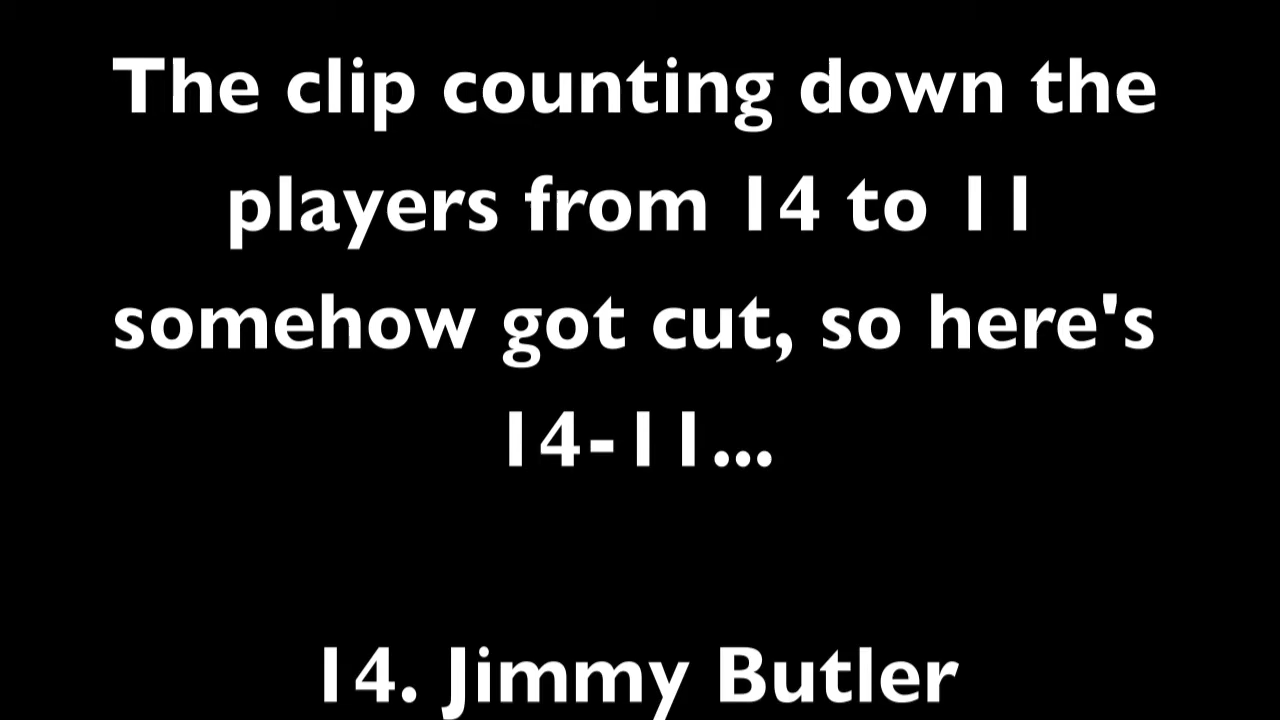 The clip counting down the
players from 14 to 11
somehow got cut, so here's
14-11...
14. Jimmy Butler